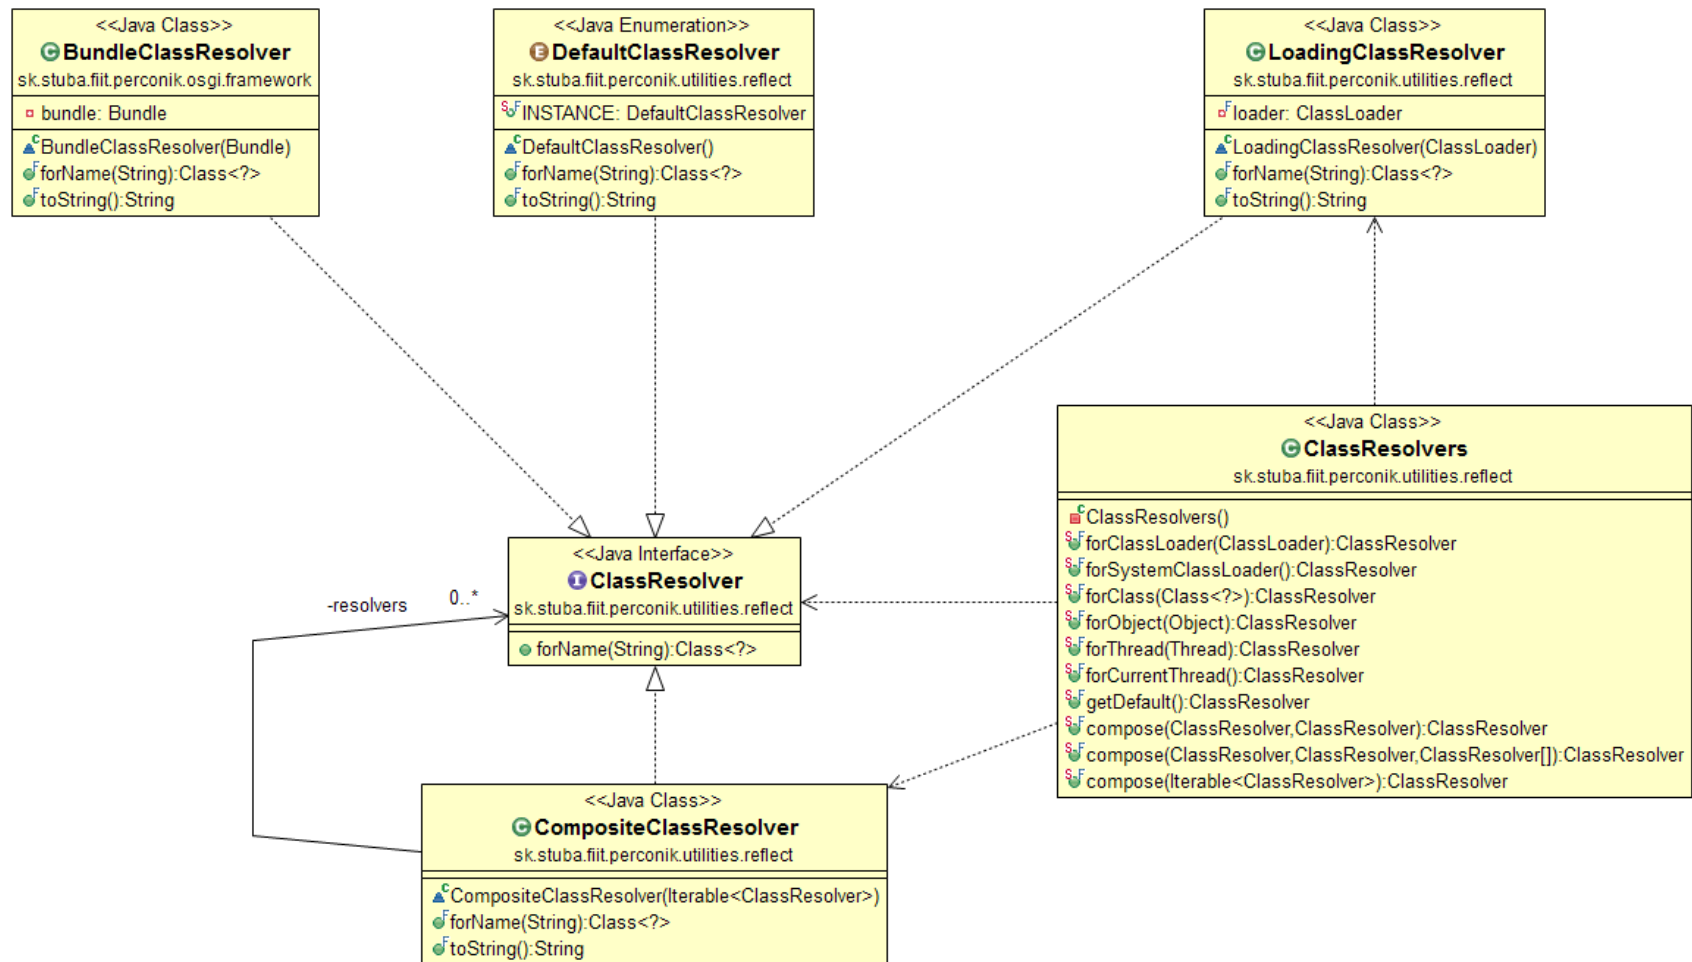 <<Java Class>>
BundleClassResolver
sk.stuba.fiit.perconik.osgi.framework
bundle: Bundle
BundleClassResolver(Bundle)
forName(String):Class<?>
toString():String
<<Java Enumeration>>
DefaultClassResolver
sk.stuba.fiit.perconik.utilities.reflect
INSTANCE: DefaultClassResolver
DefaultClassResolver()
forName(String):Class<?>
toString():String
<<Java Class>>
LoadingClassResolver
sk.stuba.fiit.perconik.utilities.reflect
loader: ClassLoader
LoadingClassResolver(ClassLoader)
forName(String):Class<?>
toString():String
<<Java Class>>
ClassResolvers
sk.stuba.fiit.perconik.utilities.reflect
ClassResolvers()
forClassLoader(ClassLoader):ClassResolver
forSystemClassLoader():ClassResolver
forClass(Class<?>):ClassResolver
forObject(Object):ClassResolver
forThread(Thread):ClassResolver
forCurrentThread():ClassResolver
getDefault():ClassResolver
compose(ClassResolver,ClassResolver):ClassResolver
compose(ClassResolver,ClassResolver,ClassResolver[]):ClassResolver
compose(Iterable<ClassResolver>):ClassResolver
<<Java Interface>>
ClassResolver
sk.stuba.fiit.perconik.utilities.reflect
forName(String):Class<?>
-resolvers 0..*
<<Java Class>>
CompositeClassResolver
sk.stuba.fiit.perconik.utilities.reflect
CompositeClassResolver(Iterable<ClassResolver>)
forName(String):Class<?>
toString():String